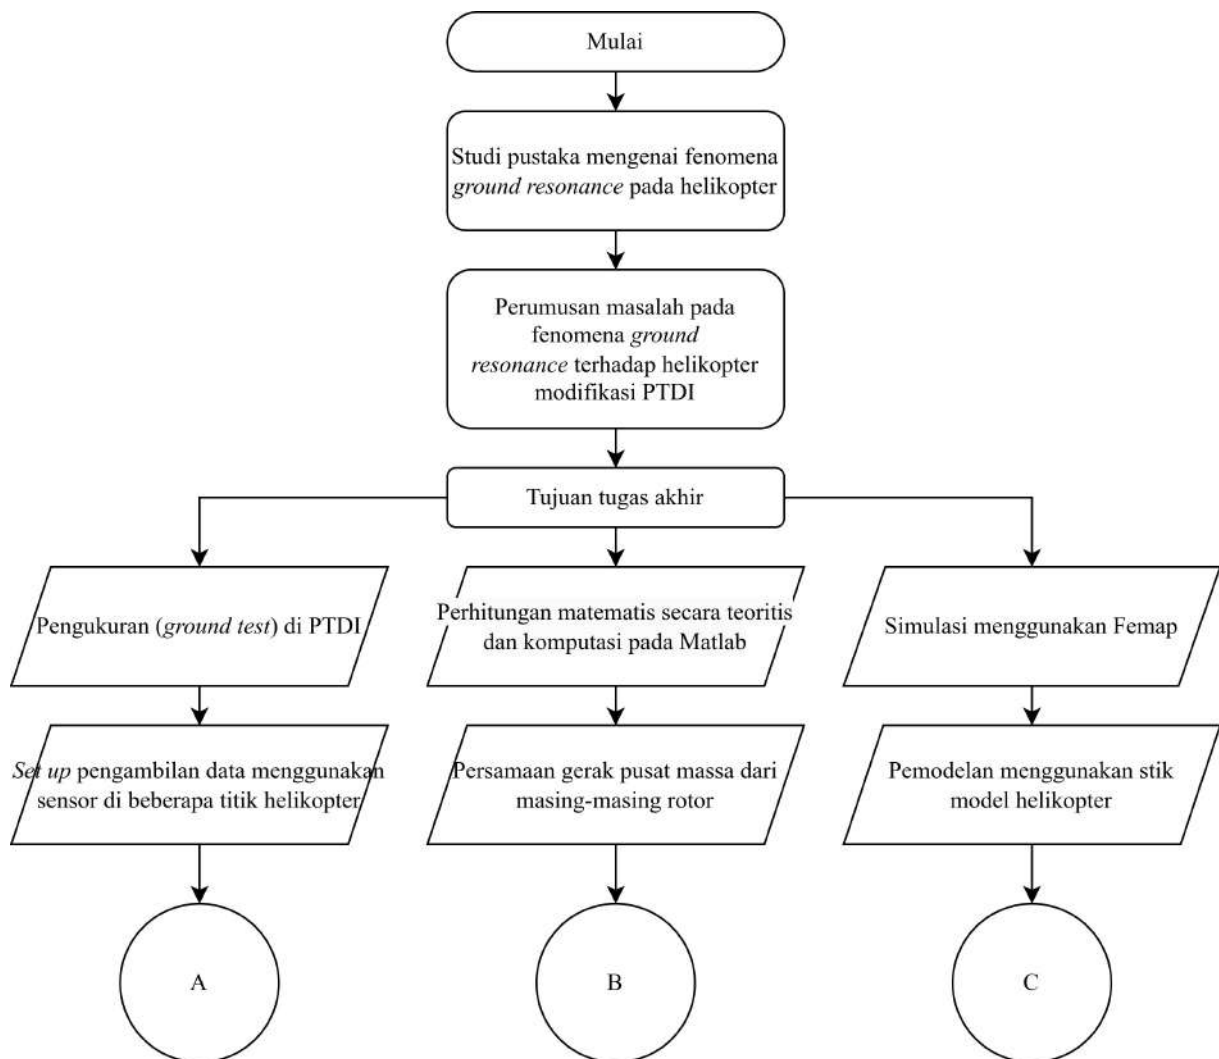 Mulai
Studi pustaka mengenai fenomena
ground resonance pada helikopter
Perumusan masalah pada
fenomena ground
resonance terhadap helikopter
modifikasi PTDI
Tujuan tugas akhir
Pengukuran (ground test) di PTDI
Perhitungan matematis secara teoritis
dan komputasi pada Matlab
Simulasi menggunakan Femap
Set up pengambilan data menggunakan
sensor di beberapa titik helikopter
Persamaan gerak pusat massa dari
masing-masing rotor
Pemodelan menggunakan stik
model helikopter
A
B
C